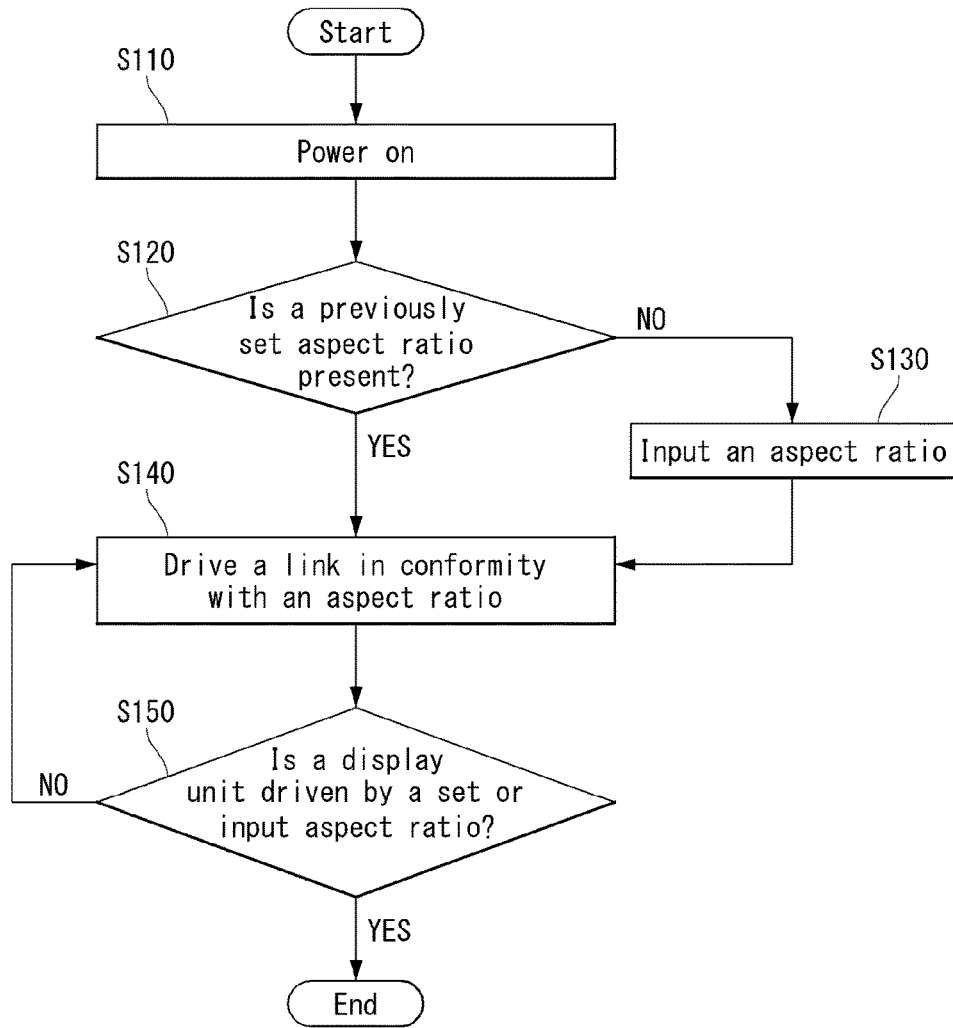 Start
S110
Power on
S120
Is a previously
set aspect ratio
present?
NO
S130
YES
Input an aspect ratio
S140
Drive a link in conformity
with an aspect ratio
S150
Is a display
unit driven by a set or
input aspect ratio?
NO
YES
End